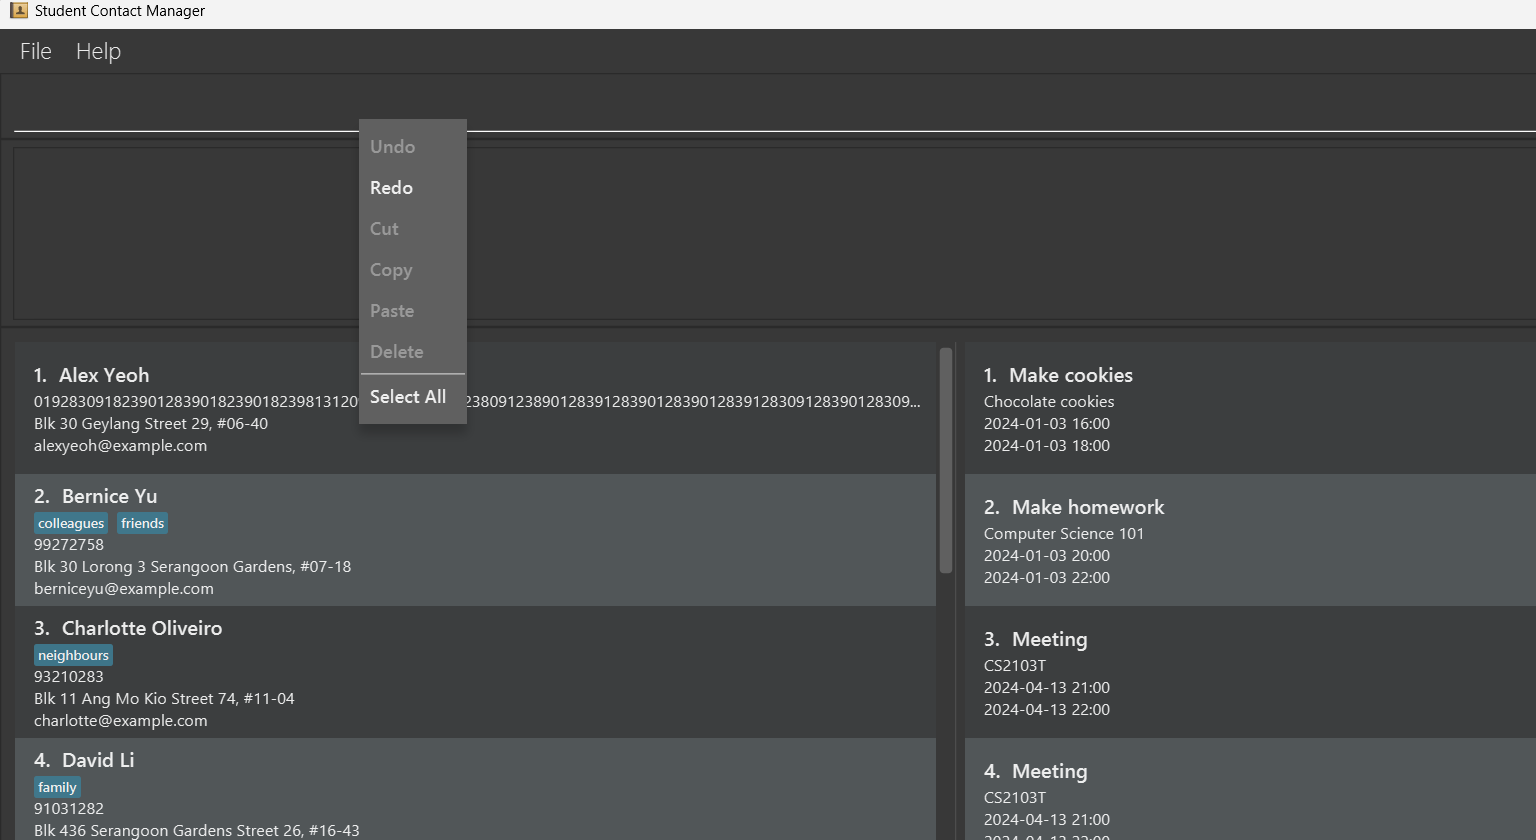 Student Contact Manager
File Help
Undo
Redo
Cut
Copy
Paste
Delete
Select All
1. Alex Yeoh
Blk 30 Geylang Street 29, #06-40
alexyeoh@example.com
2. Bernice Yu
colleagues friends
99272758
Blk 30 Lorong 3 Serangoon Gardens, #07-18
berniceyu@example.com
3. Charlotte Oliveiro
neighbours
93210283
Blk 11 Ang Mo Kio Street 74, #11-04
charlotte@example.com
4. David Li
family
91031282
Blk 436 Serangoon Gardens Street 26, #16-43
1. Make cookies
Chocolate cookies
2024-01-03 16:00
2024-01-03 18:00
2. Make homework
Computer Science 101
2024-01-03 20:00
2024-01-03 22:00
3. Meeting
CS2103T
2024-04-13 21:00
2024-04-13 22:00
4. Meeting
CS2103T
2024-04-13 21:00